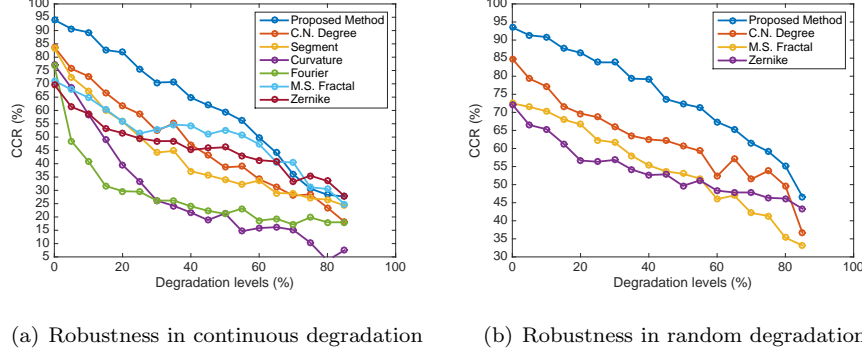 100
95
90
85
80
75
70
65
60
55
50
45
40
35
30
25
20
15
10
5
CCR (%)
0 20 40 60 80 100
Degradation levels (%)
Proposed Method
C.N. Degree
Segment
Curvature
Fourier
M.S. Fractal
Zernike
(a) Robustness in continuous degradation
100
95
90
85
80
75
70
65
60
55
50
45
40
35
30
CCR (%)
0 20 40 60 80 100
Degradation levels (%)
Proposed Method
C.N. Degree
M.S. Fractal
Zernike
(b) Robustness in random degradation